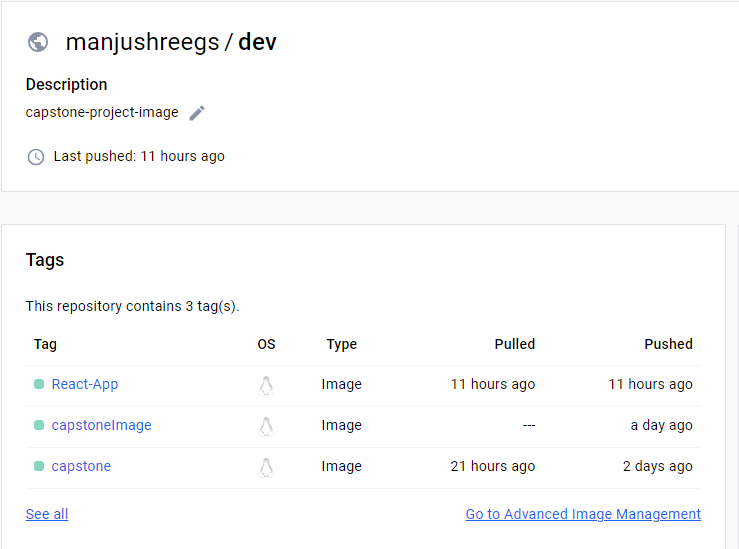 manjushreegs / dev
Description
capstone-project-image
Last pushed: 11 hours ago
Tags
This repository contains 3 tag(s).
Tag OS Type Pulled Pushed
React-App Image 11 hours ago 11 hours ago
capstoneImage Image --- a day ago
capstone Image 21 hours ago 2 days ago
See all Go to Advanced Image Management